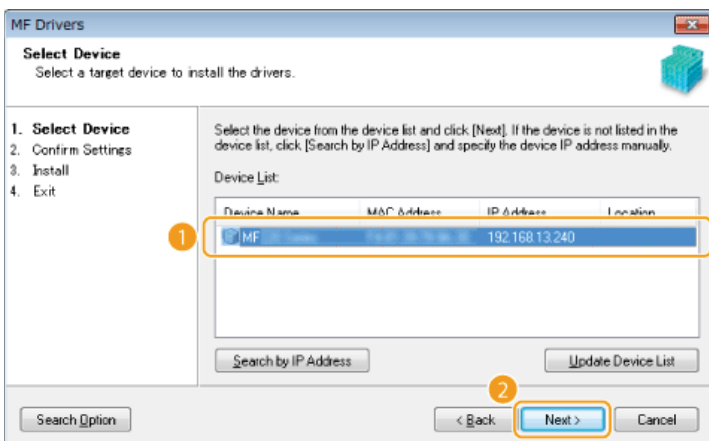 MF Drivers
Select Device
Select a target device to install the drivers.
1. Select Device
2. Confirm Settings
3. Install
4. Exit
Select the device from the device list and click [Next]. If the device is not listed in the
device list, click [Search by IP Address] and specify the device IP address manually.
Device List:
Device Name MAC Address IP Address Location
1
MF 192.168.13.240
Search by IP Address Update Device List
2
Search Option < Back Next > Cancel